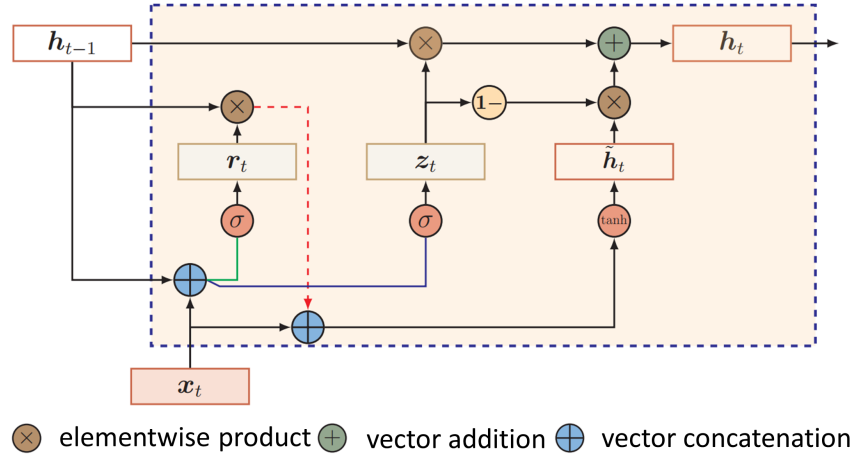 h_{t−1}
×
+
h_t
×
1−
×
r_t
z_t
h̃_t
σ
σ
tanh
x_t
× elementwise product + vector addition vector concatenation